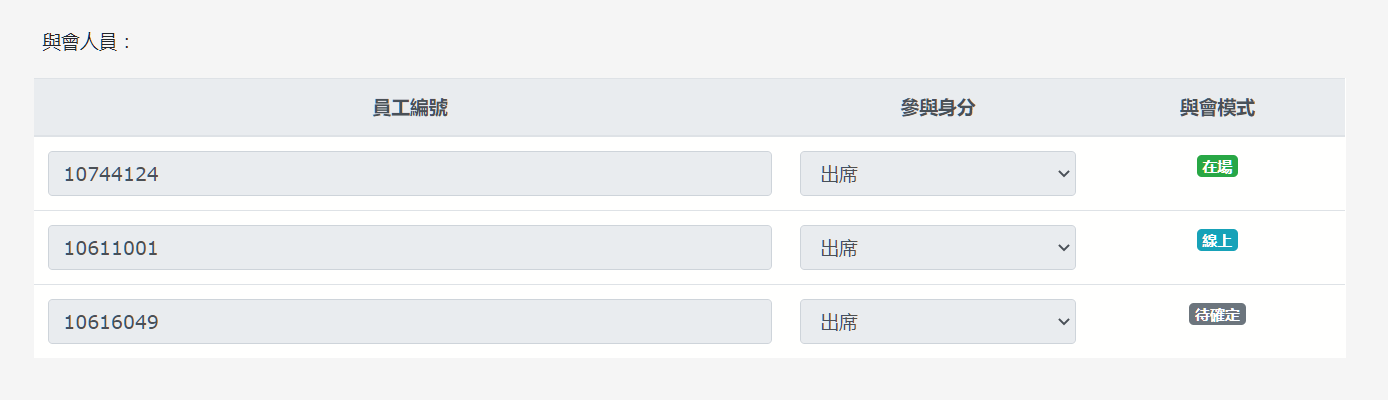 與會人員：
員工編號 參與身分 與會模式
10744124 出席 在場
10611001 出席 線上
10616049 出席 待確定